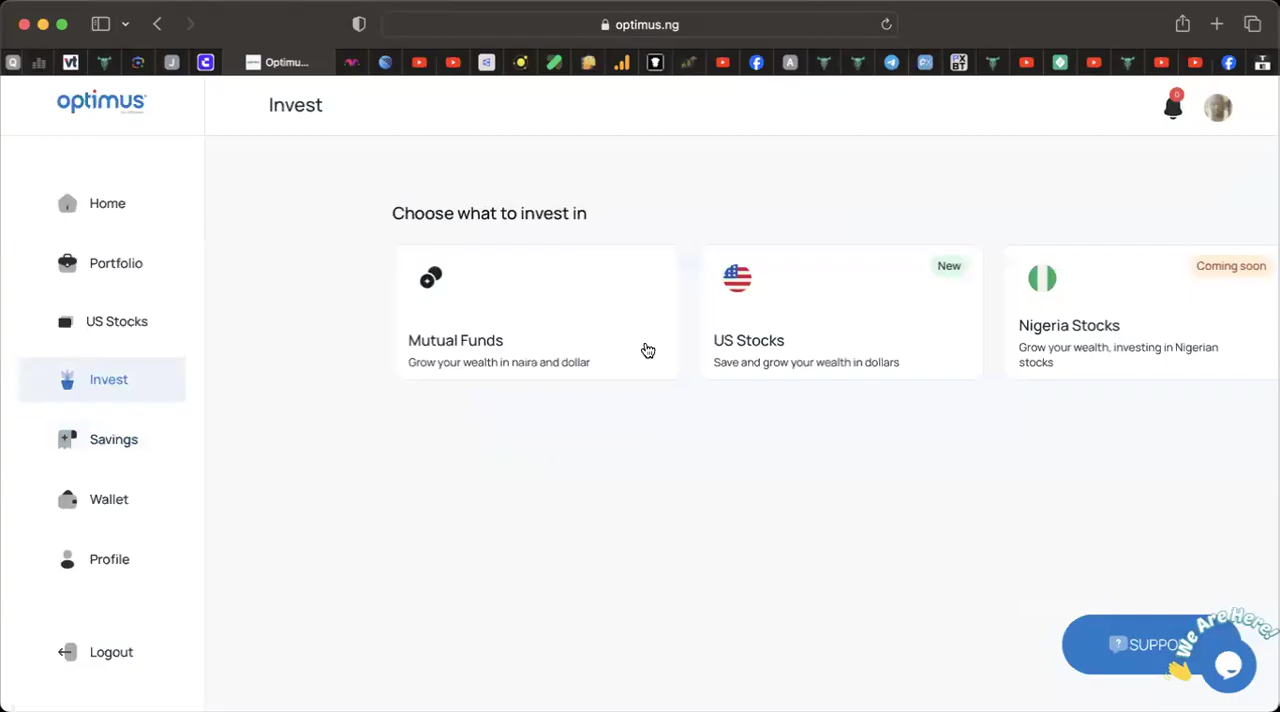 optimus.ng
Optimu...
optimus
Invest
0
Home
Portfolio
US Stocks
Invest
Savings
Wallet
Profile
Logout
Choose what to invest in
Mutual Funds
Grow your wealth in naira and dollar
New
US Stocks
Save and grow your wealth in dollars
Coming soon
Nigeria Stocks
Grow your wealth, investing in Nigerian
stocks
We Are Here!
SUPPO